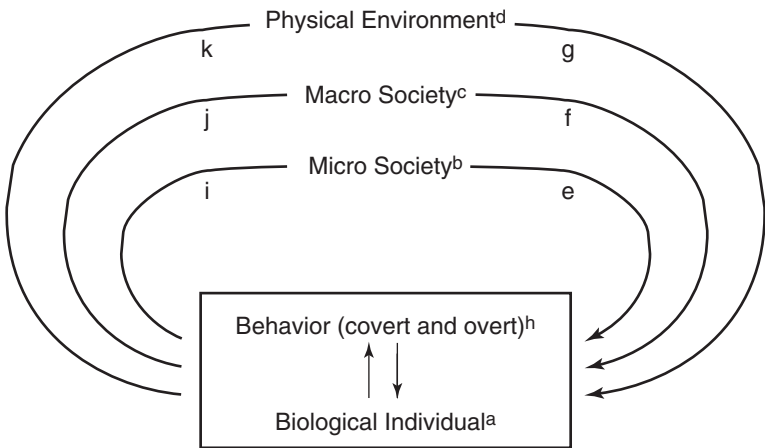 Physical Environmentᵈ
k g
Macro Societyᶜ
j f
Micro Societyᵇ
i e
Behavior (covert and overt)ʰ
Biological Individualᵃ